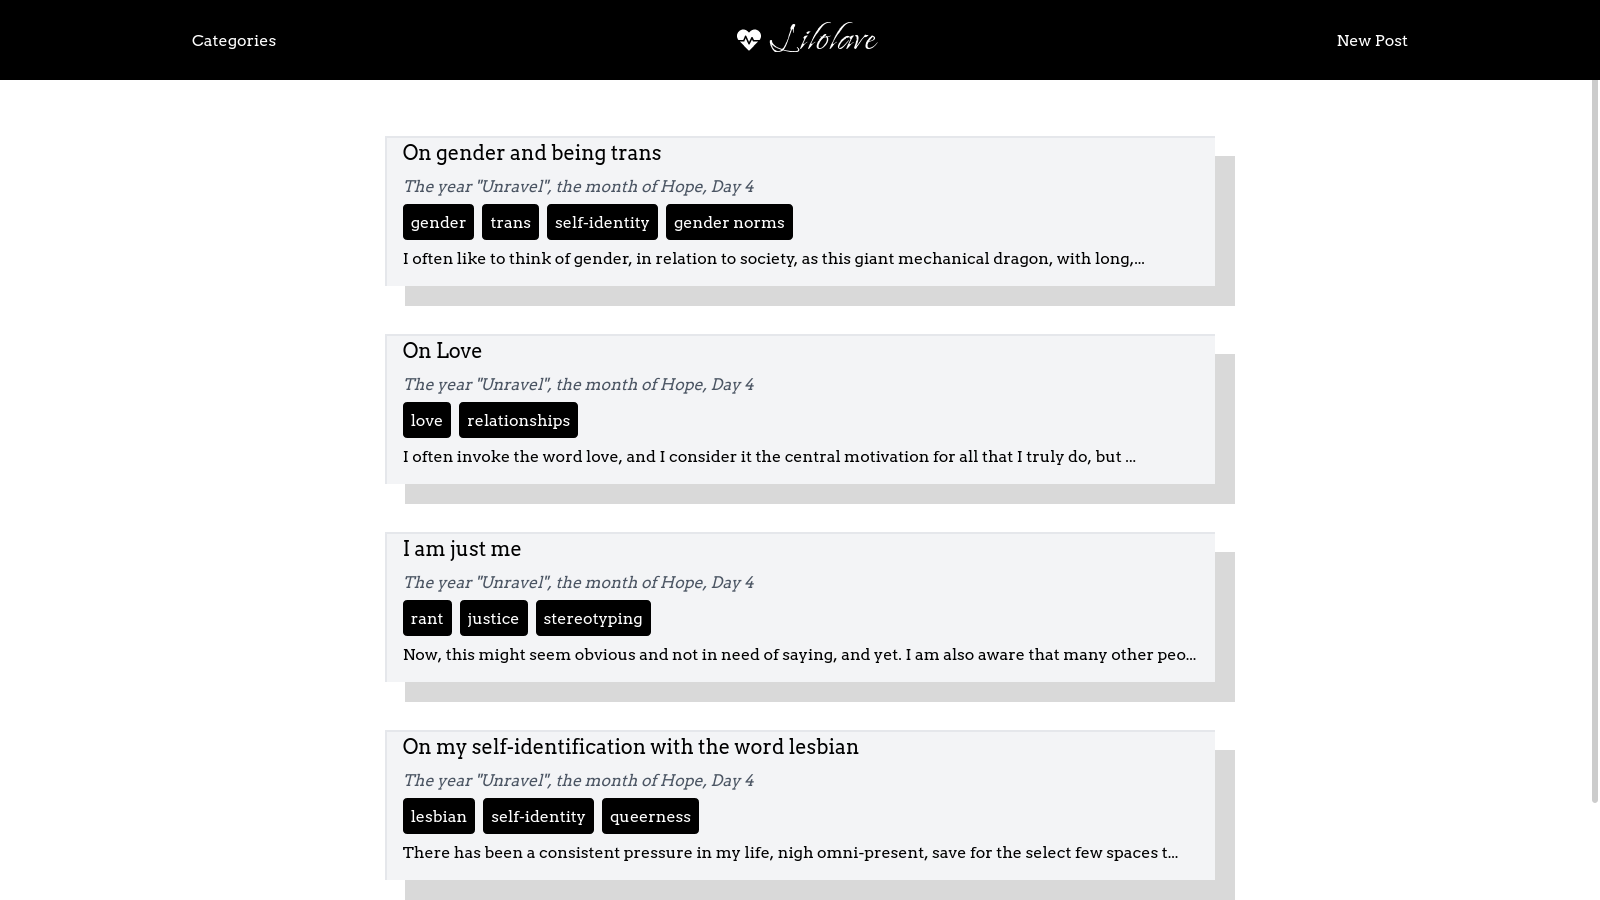 Categories
Lilolave
New Post
On gender and being trans
The year "Unravel", the month of Hope, Day 4
gender trans self-identity gender norms
I often like to think of gender, in relation to society, as this giant mechanical dragon, with long,...
On Love
The year "Unravel", the month of Hope, Day 4
love relationships
I often invoke the word love, and I consider it the central motivation for all that I truly do, but ...
I am just me
The year "Unravel", the month of Hope, Day 4
rant justice stereotyping
Now, this might seem obvious and not in need of saying, and yet. I am also aware that many other peo...
On my self-identification with the word lesbian
The year "Unravel", the month of Hope, Day 4
lesbian self-identity queerness
There has been a consistent pressure in my life, nigh omni-present, save for the select few spaces t...